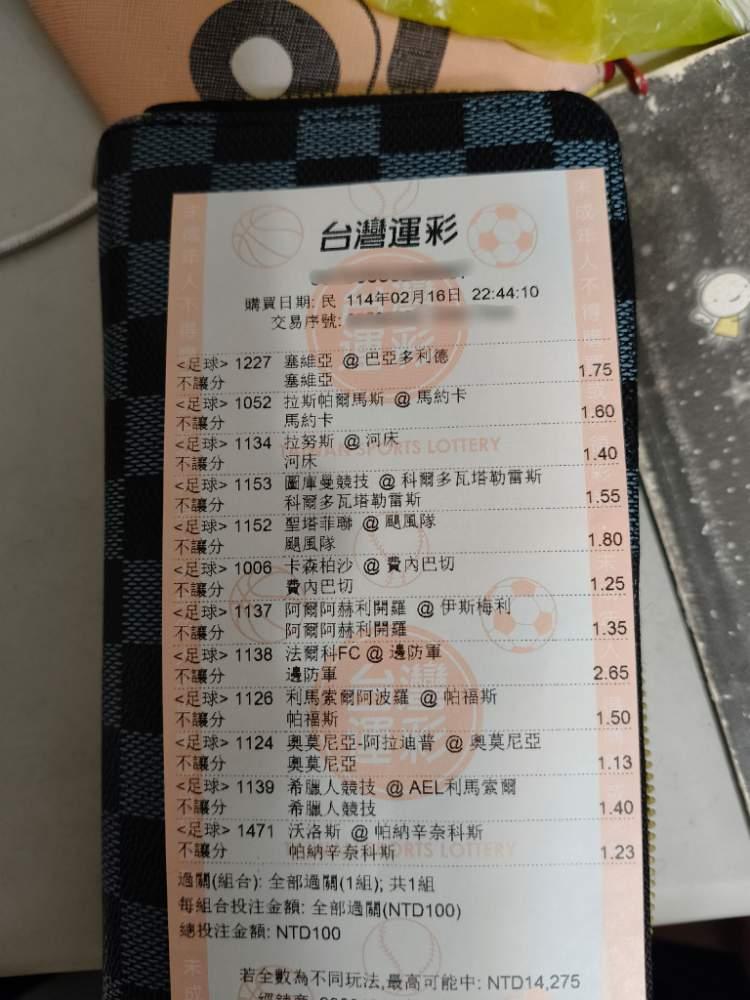 台灣運彩
購買日期: 民 114年02月16日 22:44:10
交易序號:
<足球> 1227 塞維亞 @ 巴亞多利德
不讓分 塞維亞 1.75
<足球> 1052 拉斯帕爾馬斯 @ 馬約卡
不讓分 馬約卡 1.60
<足球> 1134 拉努斯 @ 河床
不讓分 河床 1.40
<足球> 1153 圖庫曼競技 @ 科爾多瓦塔勒雷斯
不讓分 科爾多瓦塔勒雷斯 1.55
<足球> 1152 聖塔菲聯 @ 颶風隊
不讓分 颶風隊 1.80
<足球> 1006 卡森柏沙 @ 費內巴切
不讓分 費內巴切 1.25
<足球> 1137 阿爾阿赫利開羅 @ 伊斯梅利
不讓分 阿爾阿赫利開羅 1.35
<足球> 1138 法爾科FC @ 邊防軍
不讓分 邊防軍 2.65
<足球> 1126 利馬索爾阿波羅 @ 帕福斯
不讓分 帕福斯 1.50
<足球> 1124 奧莫尼亞-阿拉迪普 @ 奧莫尼亞
不讓分 奧莫尼亞 1.13
<足球> 1139 希臘人競技 @ AEL利馬索爾
不讓分 希臘人競技 1.40
<足球> 1471 沃洛斯 @ 帕納辛奈科斯
不讓分 帕納辛奈科斯 1.23
過關(組合): 全部過關(1組); 共1組
每組合投注金額: 全部過關(NTD100)
總投注金額: NTD100
若全數為不同玩法,最高可能中: NTD14,275